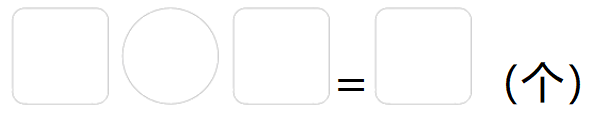 = (个)